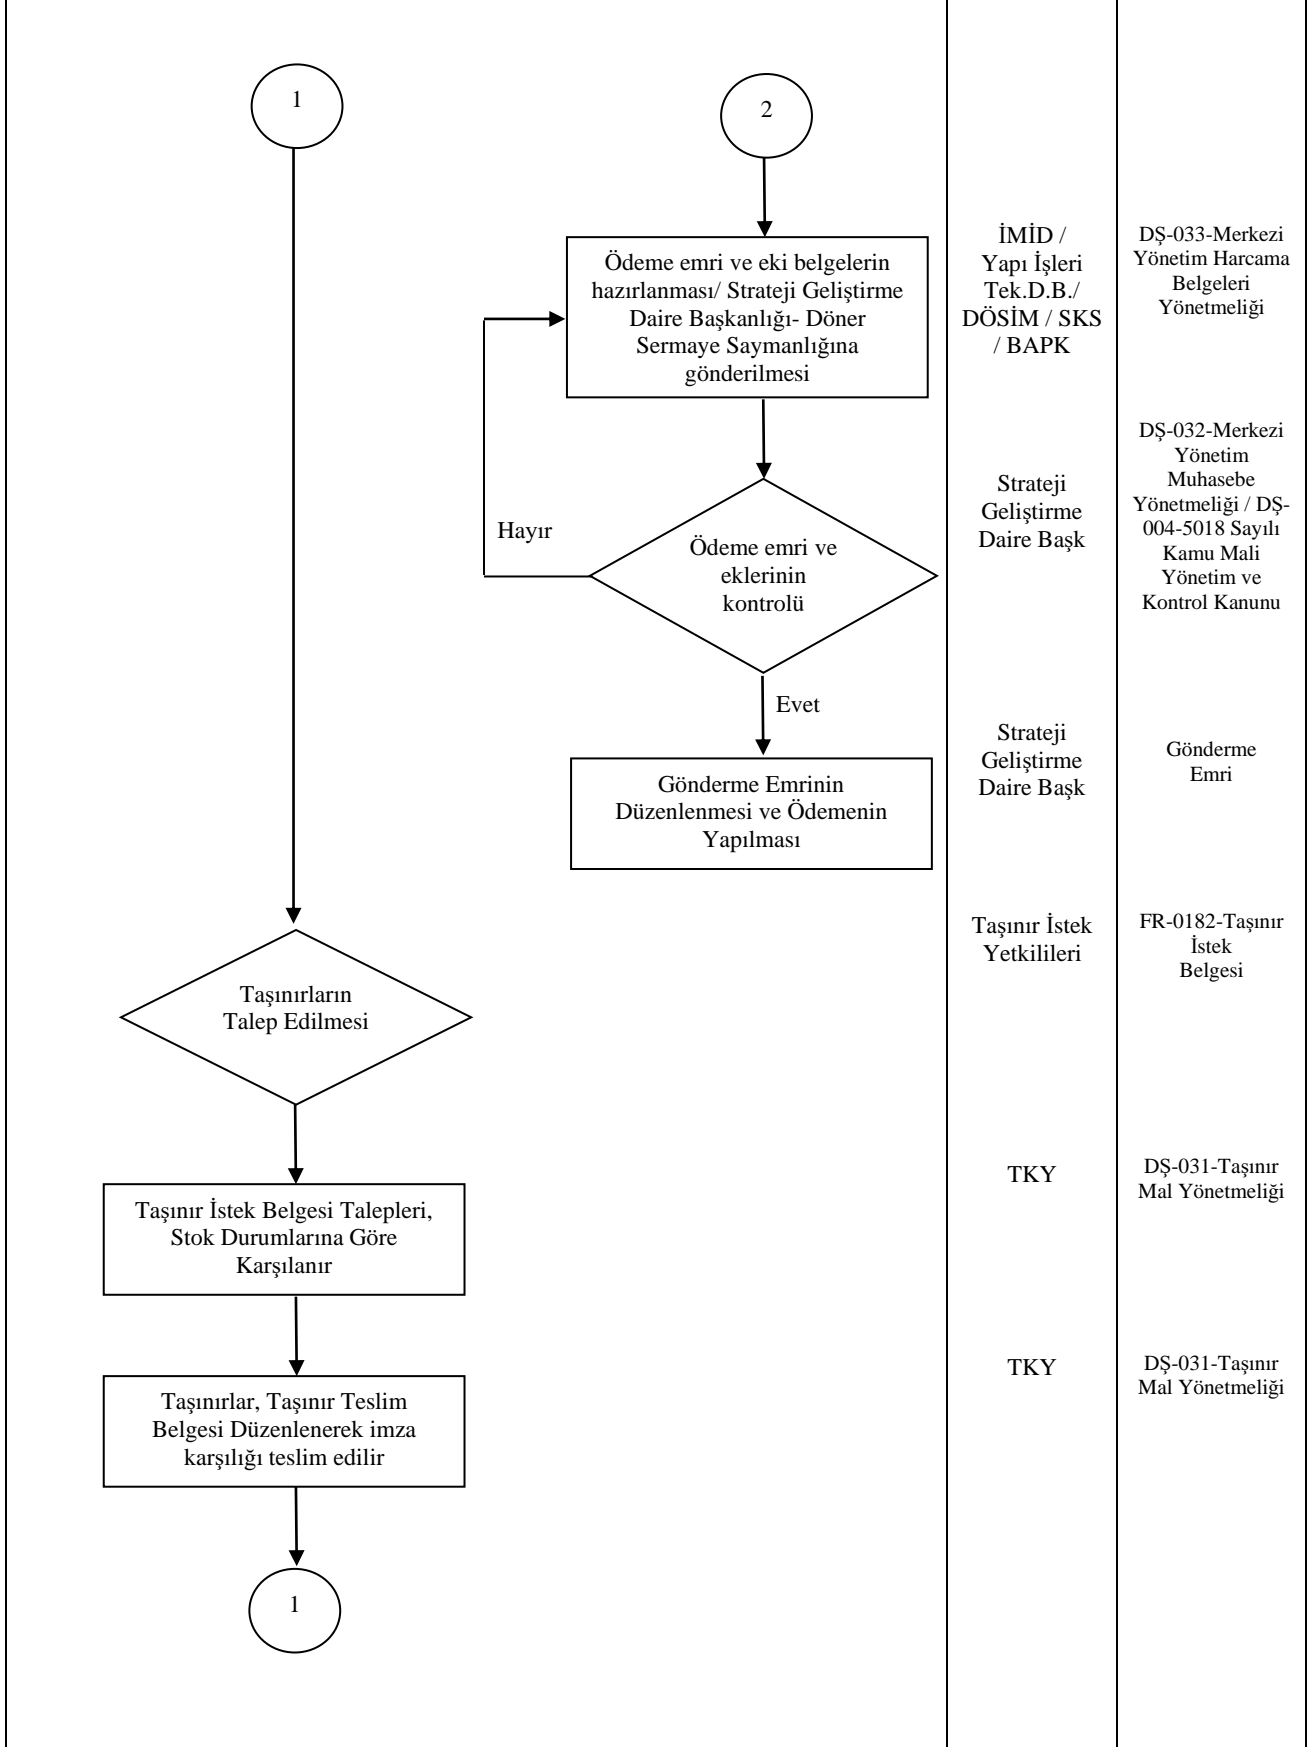 1
2
Ödeme emri ve eki belgelerin
hazırlanması/ Strateji Geliştirme
Daire Başkanlığı- Döner
Sermaye Saymanlığına
gönderilmesi
İMİD /
Yapı İşleri
Tek.D.B./
DÖSİM / SKS
/ BAPK
DŞ-033-Merkezi
Yönetim Harcama
Belgeleri
Yönetmeliği
Hayır
Ödeme emri ve
eklerinin
kontrolü
Strateji
Geliştirme
Daire Başk
DŞ-032-Merkezi
Yönetim
Muhasebe
Yönetmeliği / DŞ-
004-5018 Sayılı
Kamu Mali
Yönetim ve
Kontrol Kanunu
Evet
Gönderme Emrinin
Düzenlenmesi ve Ödemenin
Yapılması
Strateji
Geliştirme
Daire Başk
Gönderme
Emri
Taşınırların
Talep Edilmesi
Taşınır İstek
Yetkilileri
FR-0182-Taşınır
İstek
Belgesi
Taşınır İstek Belgesi Talepleri,
Stok Durumlarına Göre
Karşılanır
TKY
DŞ-031-Taşınır
Mal Yönetmeliği
Taşınırlar, Taşınır Teslim
Belgesi Düzenlenerek imza
karşılığı teslim edilir
TKY
DŞ-031-Taşınır
Mal Yönetmeliği
1